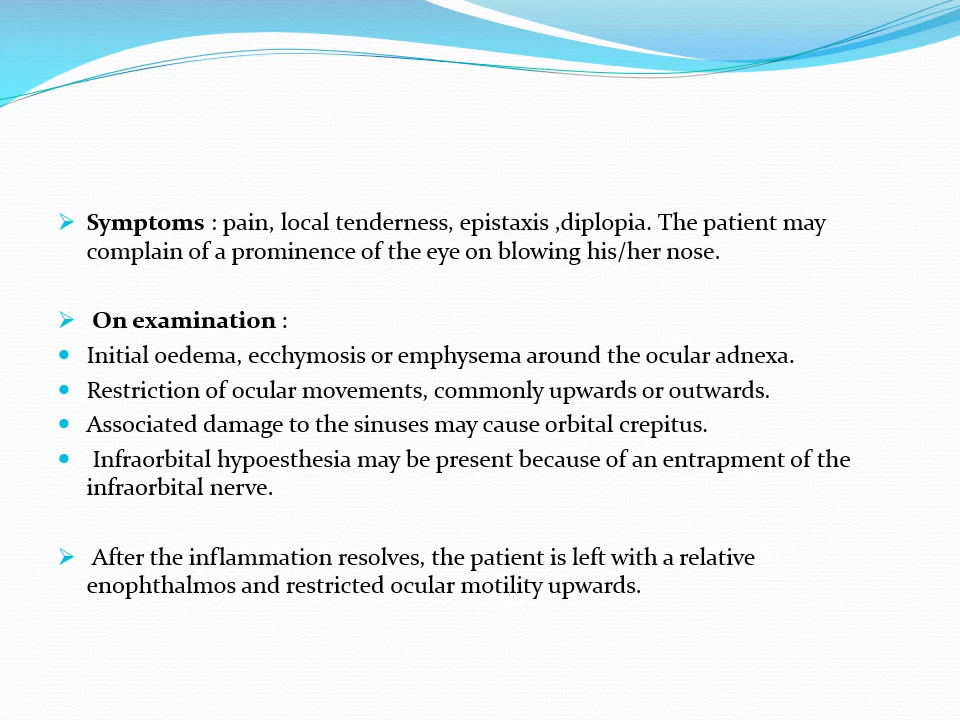 Symptoms : pain, local tenderness, epistaxis ,diplopia. The patient may
complain of a prominence of the eye on blowing his/her nose.
On examination :
Initial oedema, ecchymosis or emphysema around the ocular adnexa.
Restriction of ocular movements, commonly upwards or outwards.
Associated damage to the sinuses may cause orbital crepitus.
Infraorbital hypoesthesia may be present because of an entrapment of the
infraorbital nerve.
After the inflammation resolves, the patient is left with a relative
enophthalmos and restricted ocular motility upwards.